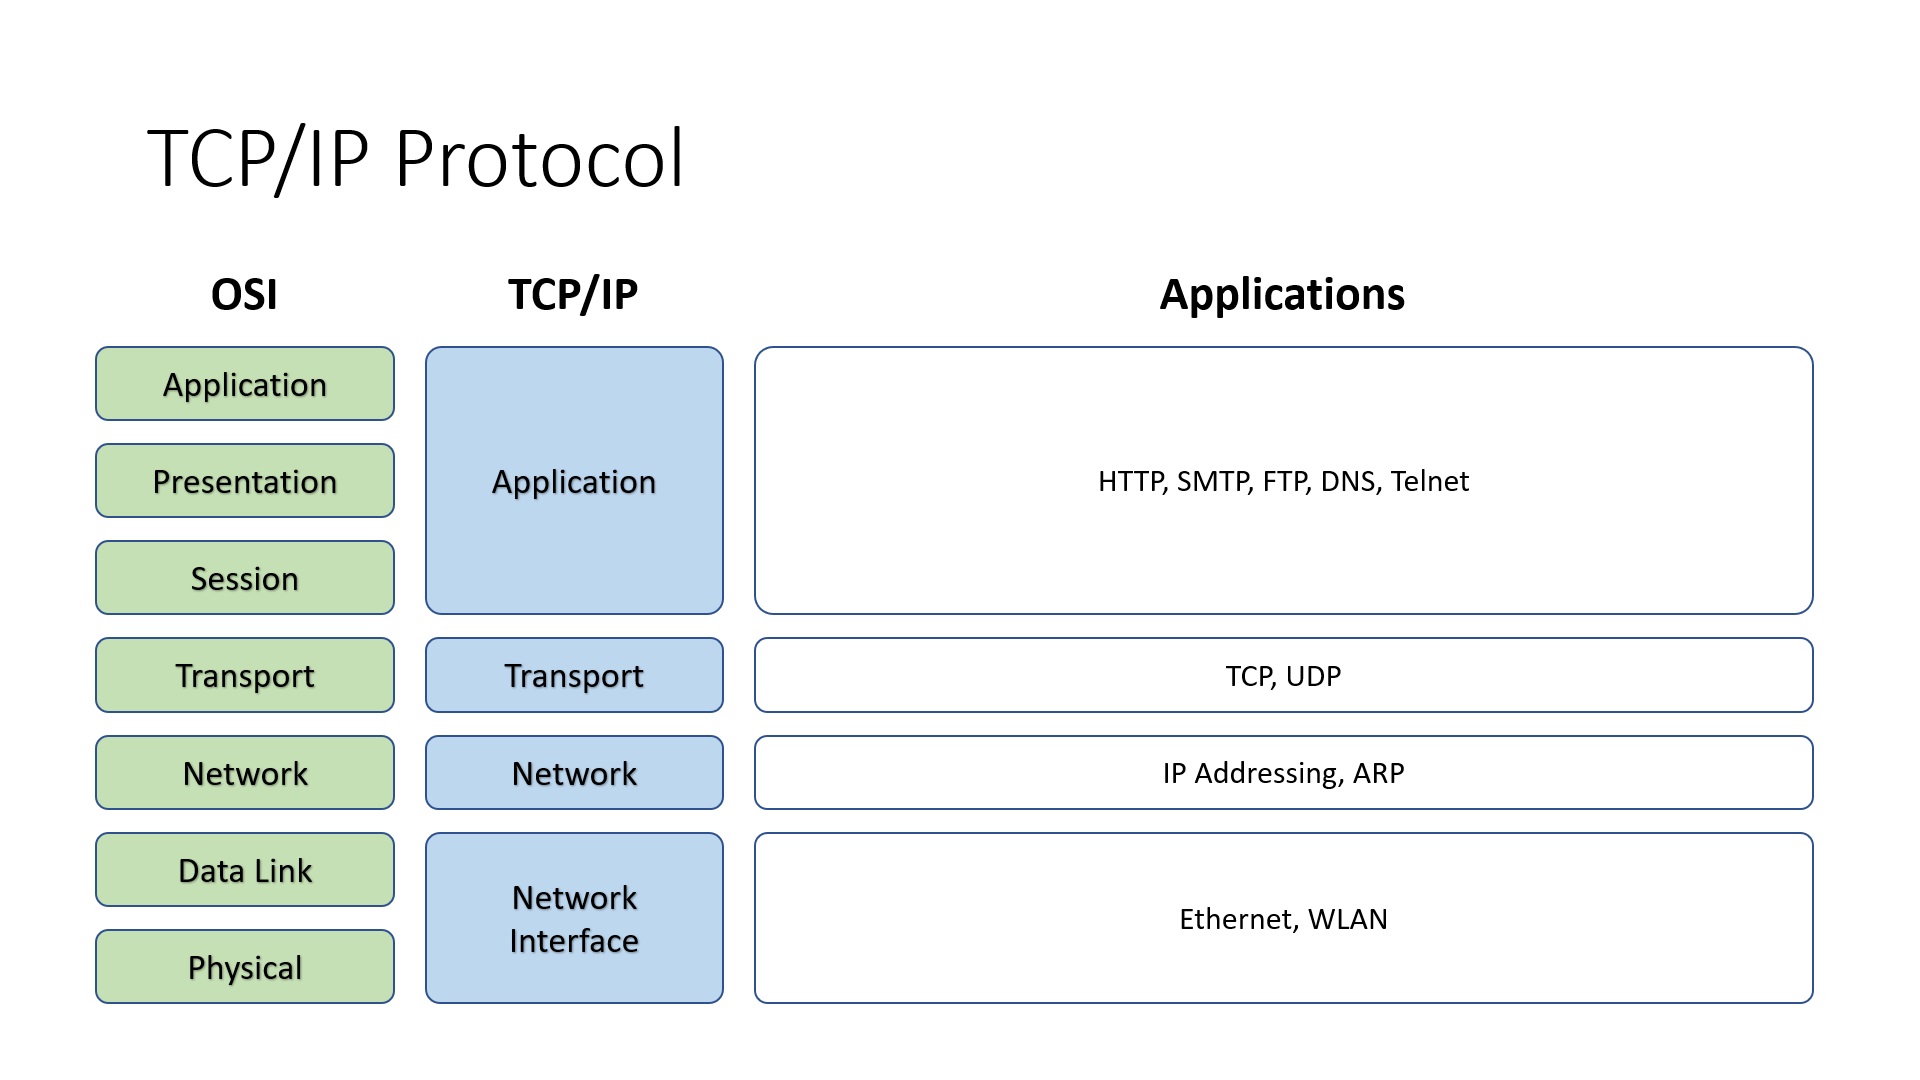 TCP/IP Protocol
OSI
TCP/IP
Applications
Application
Presentation
Session
Application
HTTP, SMTP, FTP, DNS, Telnet
Transport
Transport
TCP, UDP
Network
Network
IP Addressing, ARP
Data Link
Physical
Network
Interface
Ethernet, WLAN